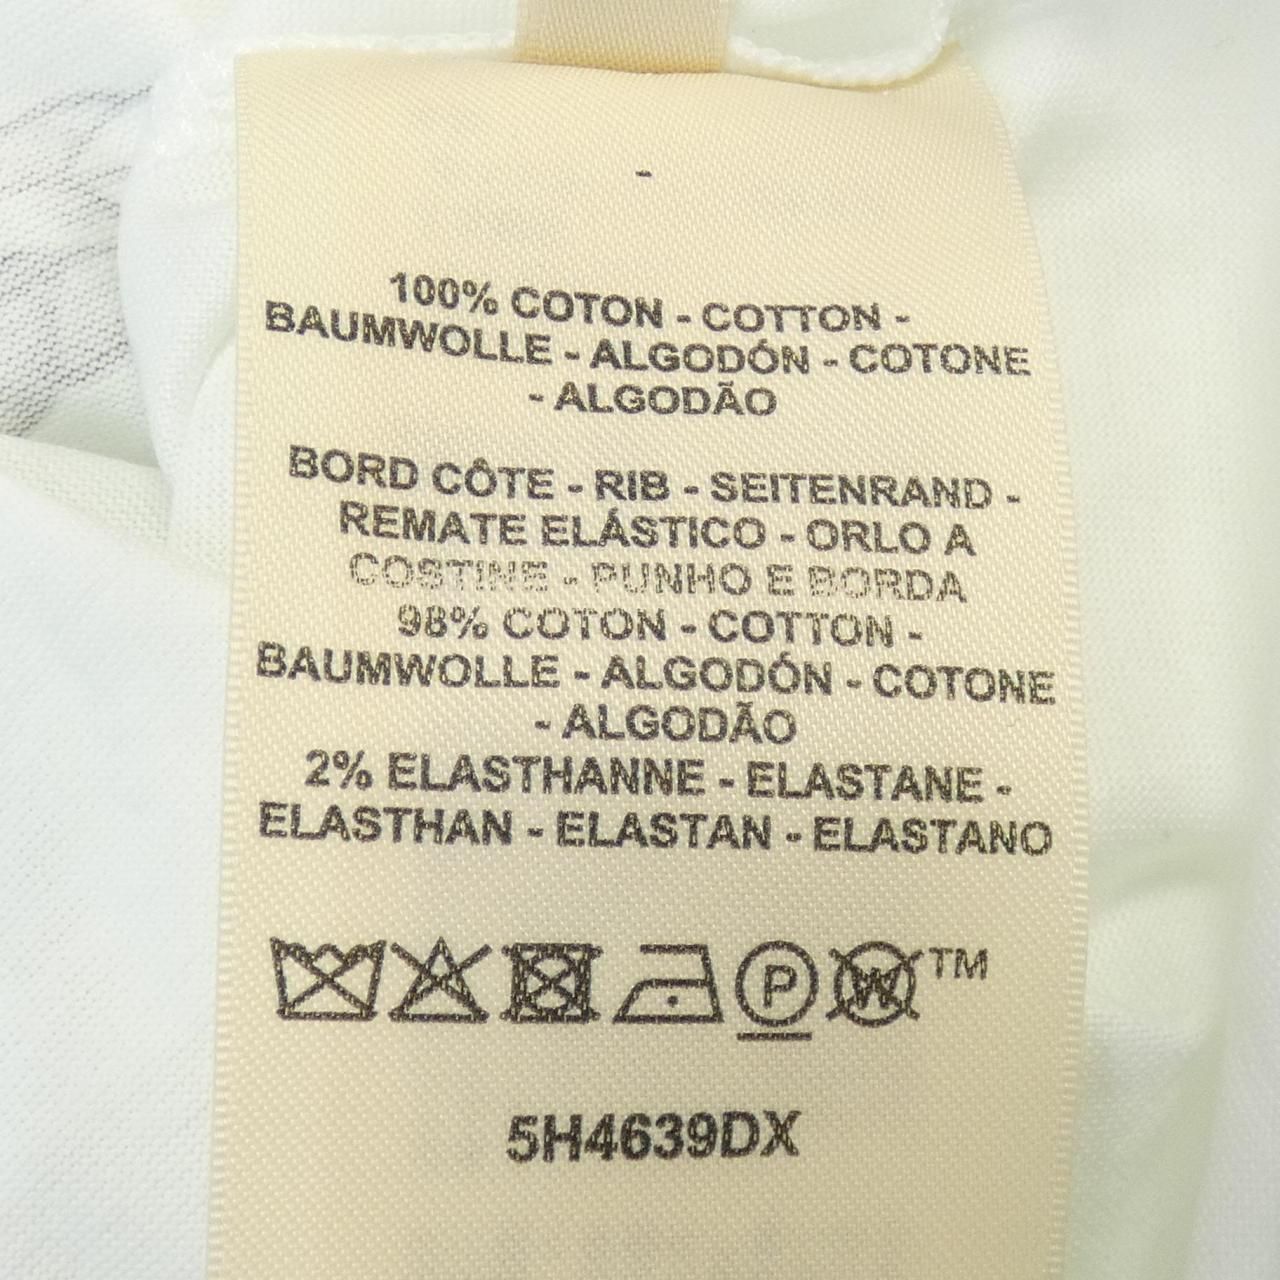 -
100% COTON - COTTON -
BAUMWOLLE - ALGODÓN - COTONE
- ALGODÃO
BORD CÔTE - RIB - SEITENRAND -
REMATE ELÁSTICO - ORLO A
COSTINE - PUNHO E BORDA
98% COTON - COTTON -
BAUMWOLLE - ALGODÓN - COTONE
- ALGODÃO
2% ELASTHANNE - ELASTANE -
ELASTHAN - ELASTAN - ELASTANO
P W TM
5H4639DX